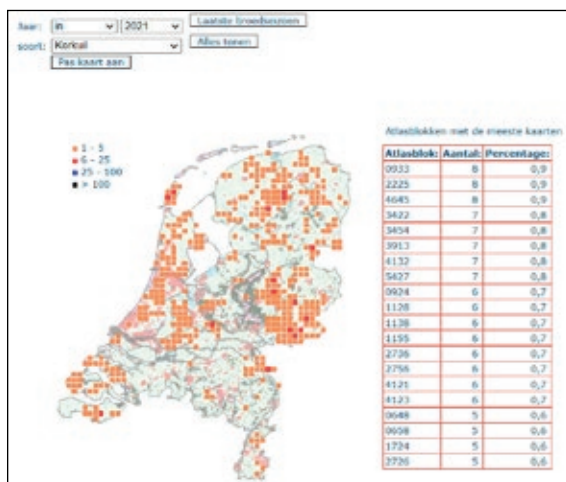 Jaar: in 2021 Laatste broedseizoen
soort: Kerkuil Alles tonen
Pas kaart aan
1 - 5
6 - 25
25 - 100
> 100
Atlasblokken met de meeste kaarten
Atlasblok: Aantal: Percentage:
0933 8 0,9
2225 8 0,9
4645 8 0,9
3422 7 0,8
3454 7 0,8
3913 7 0,8
4132 7 0,8
5427 7 0,8
0924 6 0,7
1128 6 0,7
1138 6 0,7
1155 6 0,7
2736 6 0,7
2756 6 0,7
4121 6 0,7
4123 6 0,7
0648 5 0,6
0658 5 0,6
1724 5 0,6
2726 5 0,6